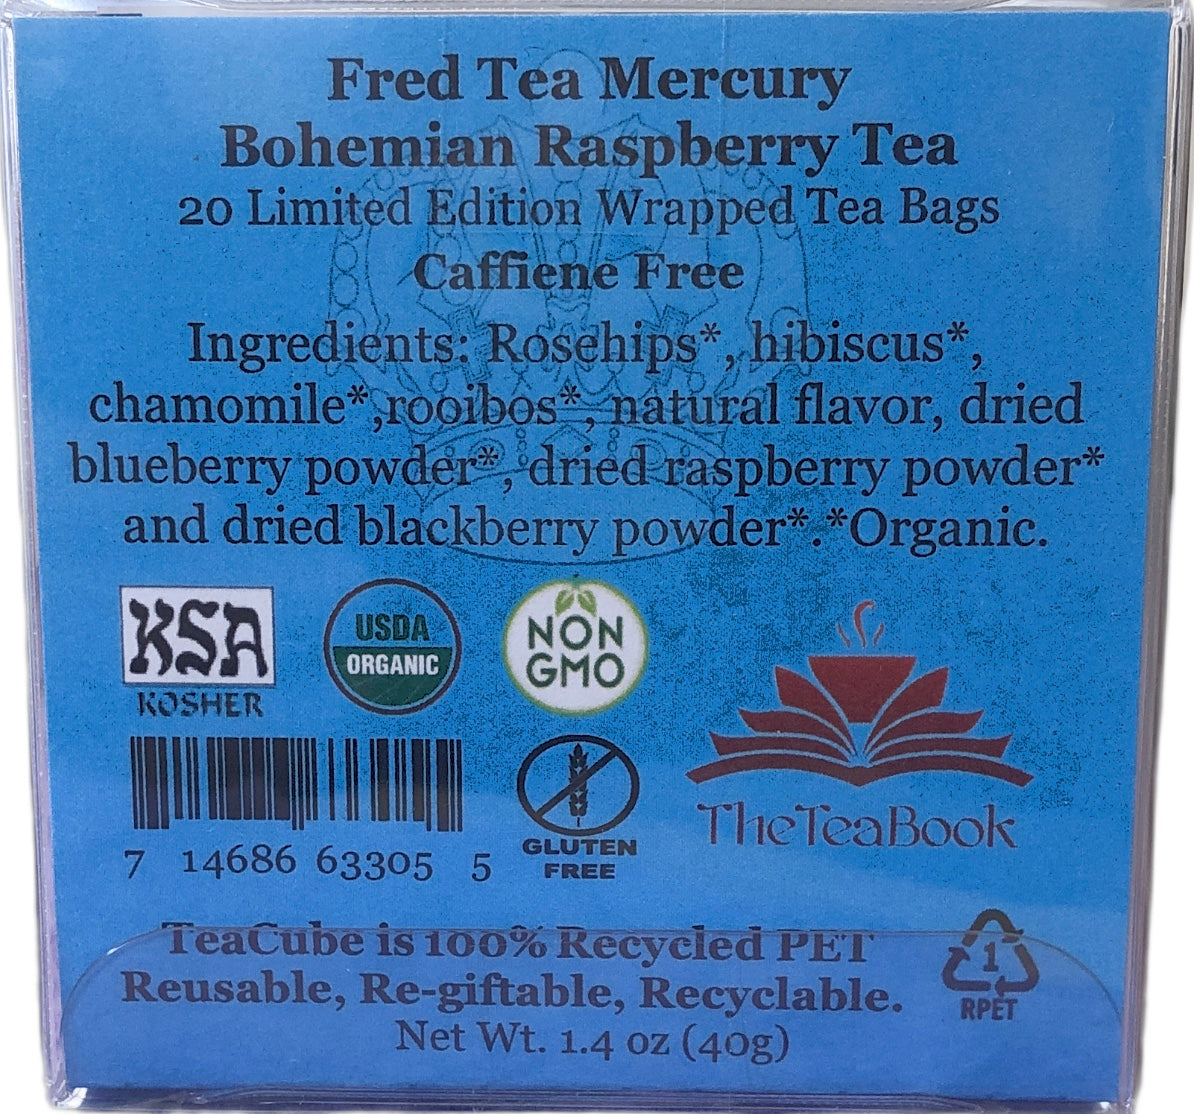 Fred Tea Mercury
Bohemian Raspberry Tea
20 Limited Edition Wrapped Tea Bags
Caffiene Free
Ingredients: Rosehips*, hibiscus*,
chamomile*,rooibos*, natural flavor, dried
blueberry powder*, dried raspberry powder*
and dried blackberry powder*.*Organic.
KSA
KOSHER
USDA
ORGANIC
NON
GMO
7 14686 63305 5
GLUTEN
FREE
TheTeaBook
TeaCube is 100% Recycled PET
Reusable, Re-giftable, Recyclable.
Net Wt. 1.4 oz (40g)
1
RPET